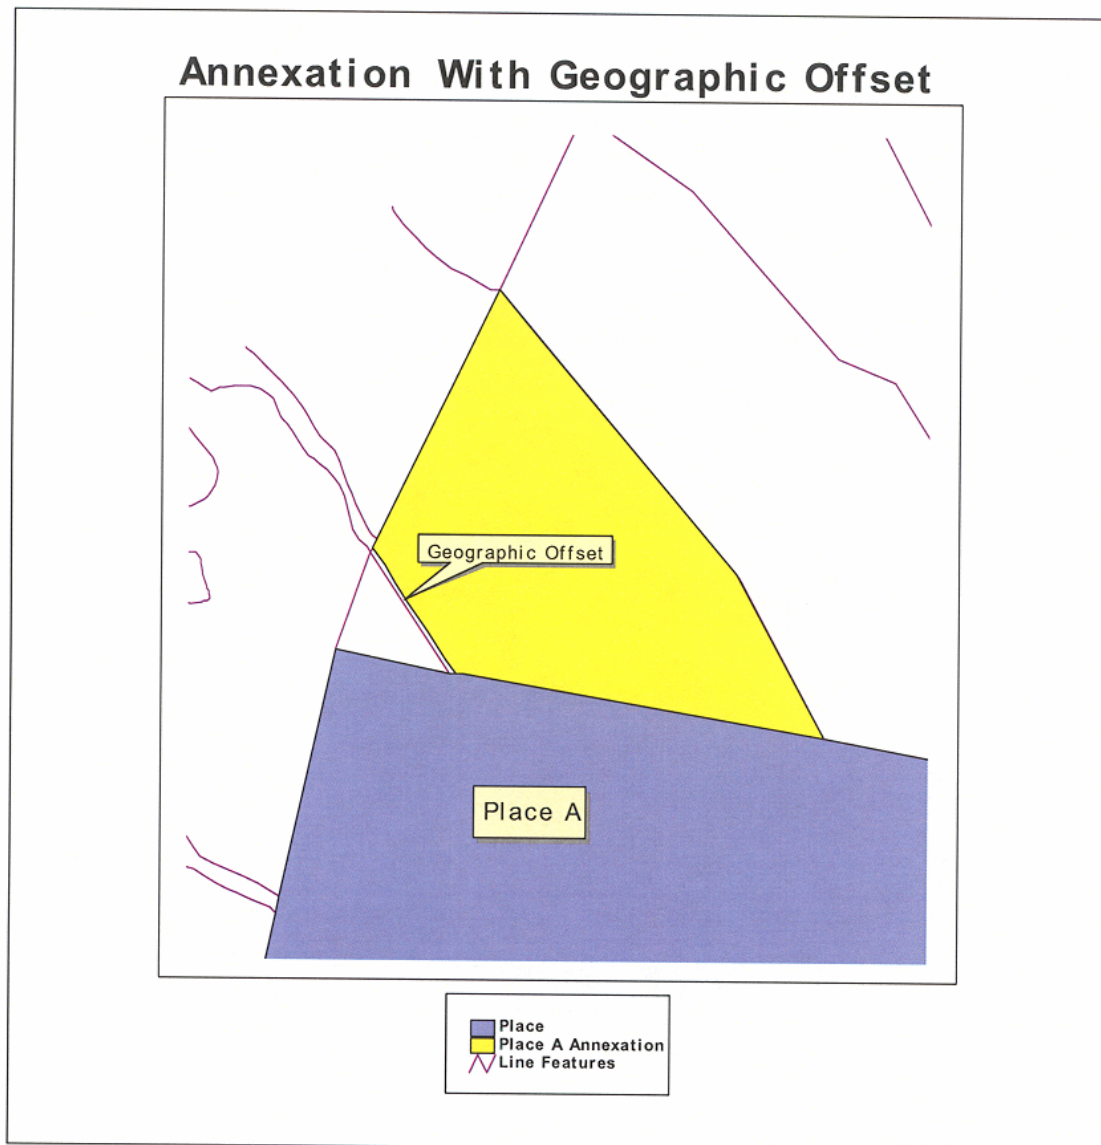 Annexation With Geographic Offset
Geographic Offset
Place A
Place
Place A Annexation
Line Features